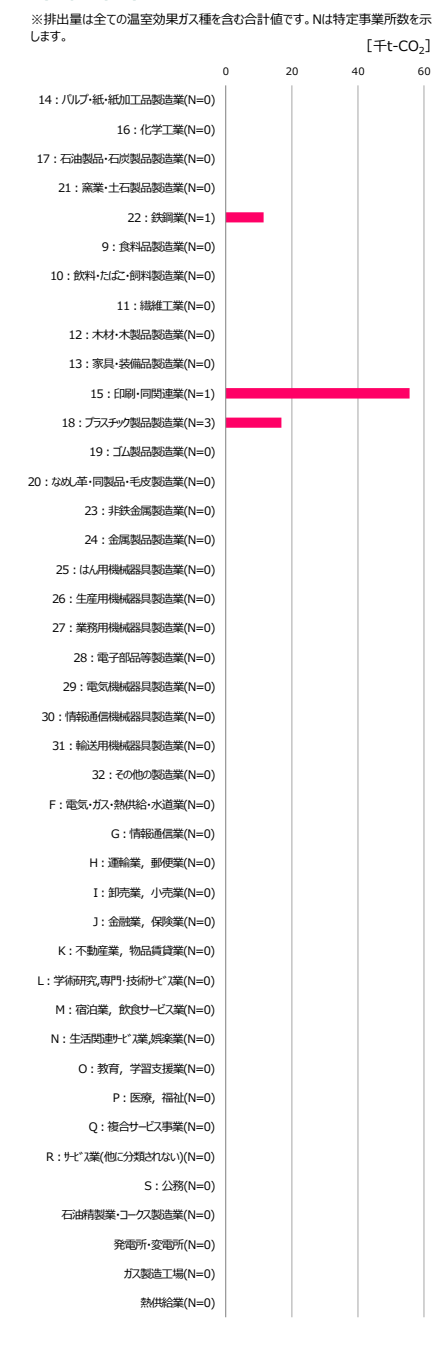 ※排出量は全ての温室効果ガス種を含む合計値です。Nは特定事業所数を示
します。
[千t-CO₂]
0 20 40 60
14:パルプ・紙・紙加工品製造業(N=0)
16:化学工業(N=0)
17:石油製品・石炭製品製造業(N=0)
21:窯業・土石製品製造業(N=0)
22:鉄鋼業(N=1)
9:食料品製造業(N=0)
10:飲料・たばこ・飼料製造業(N=0)
11:繊維工業(N=0)
12:木材・木製品製造業(N=0)
13:家具・装備品製造業(N=0)
15:印刷・同関連業(N=1)
18:プラスチック製品製造業(N=3)
19:ゴム製品製造業(N=0)
20:なめし革・同製品・毛皮製造業(N=0)
23:非鉄金属製造業(N=0)
24:金属製品製造業(N=0)
25:はん用機械器具製造業(N=0)
26:生産用機械器具製造業(N=0)
27:業務用機械器具製造業(N=0)
28:電子部品等製造業(N=0)
29:電気機械器具製造業(N=0)
30:情報通信機械器具製造業(N=0)
31:輸送用機械器具製造業(N=0)
32:その他の製造業(N=0)
F:電気・ガス・熱供給・水道業(N=0)
G:情報通信業(N=0)
H:運輸業,郵便業(N=0)
I:卸売業,小売業(N=0)
J:金融業,保険業(N=0)
K:不動産業,物品賃貸業(N=0)
L:学術研究,専門・技術ｻｰﾋﾞｽ業(N=0)
M:宿泊業,飲食サービス業(N=0)
N:生活関連ｻｰﾋﾞｽ業,娯楽業(N=0)
O:教育,学習支援業(N=0)
P:医療,福祉(N=0)
Q:複合サービス事業(N=0)
R:ｻｰﾋﾞｽ業(他に分類されない)(N=0)
S:公務(N=0)
石油精製業・コークス製造業(N=0)
発電所・変電所(N=0)
ガス製造工場(N=0)
熱供給業(N=0)